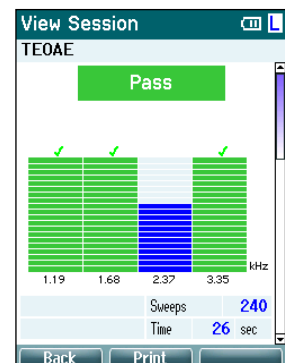 View Session L
TEOAE
Pass
kHz
1.19 1.68 2.37 3.35
Sweeps 240
Time 26 sec
Back Print